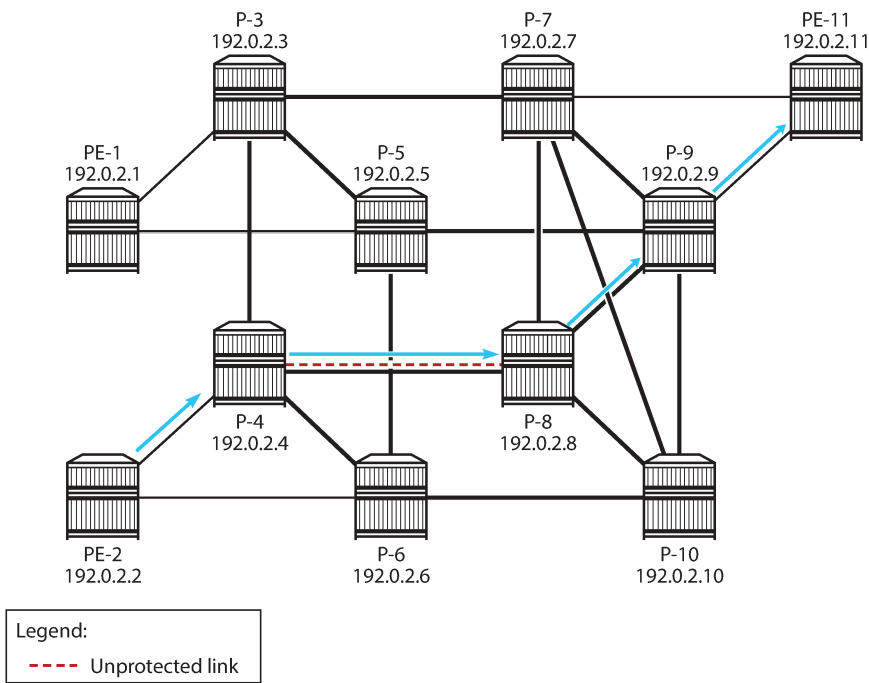 P-3
192.0.2.3
P-7
192.0.2.7
PE-11
192.0.2.11
PE-1
192.0.2.1
P-5
192.0.2.5
P-9
192.0.2.9
P-4
192.0.2.4
P-8
192.0.2.8
PE-2
192.0.2.2
P-6
192.0.2.6
P-10
192.0.2.10
Legend:
Unprotected link